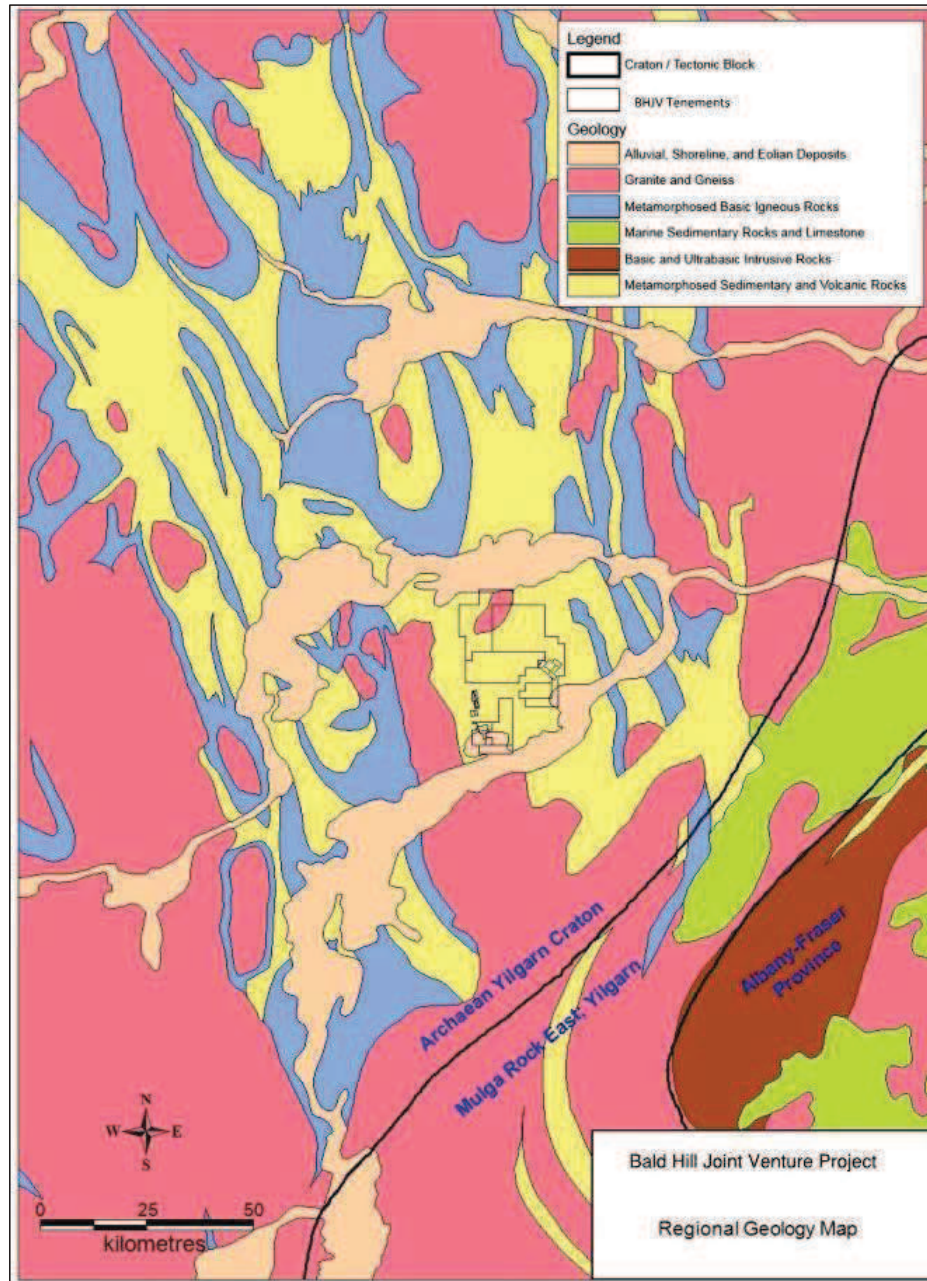 Legend
Craton / Tectonic Block
BHJV Tenements
Geology
Alluvial, Shoreline, and Eolian Deposits
Granite and Gneiss
Metamorphosed Basic Igneous Rocks
Marine Sedimentary Rocks and Limestone
Basic and Ultrabasic Intrusive Rocks
Metamorphosed Sedimentary and Volcanic Rocks
Archaean Yilgarn Craton
Mulga Rock East; Yilgarn
Albany-Fraser
Province
N
W E
S
0 25 50
kilometres
Bald Hill Joint Venture Project
Regional Geology Map